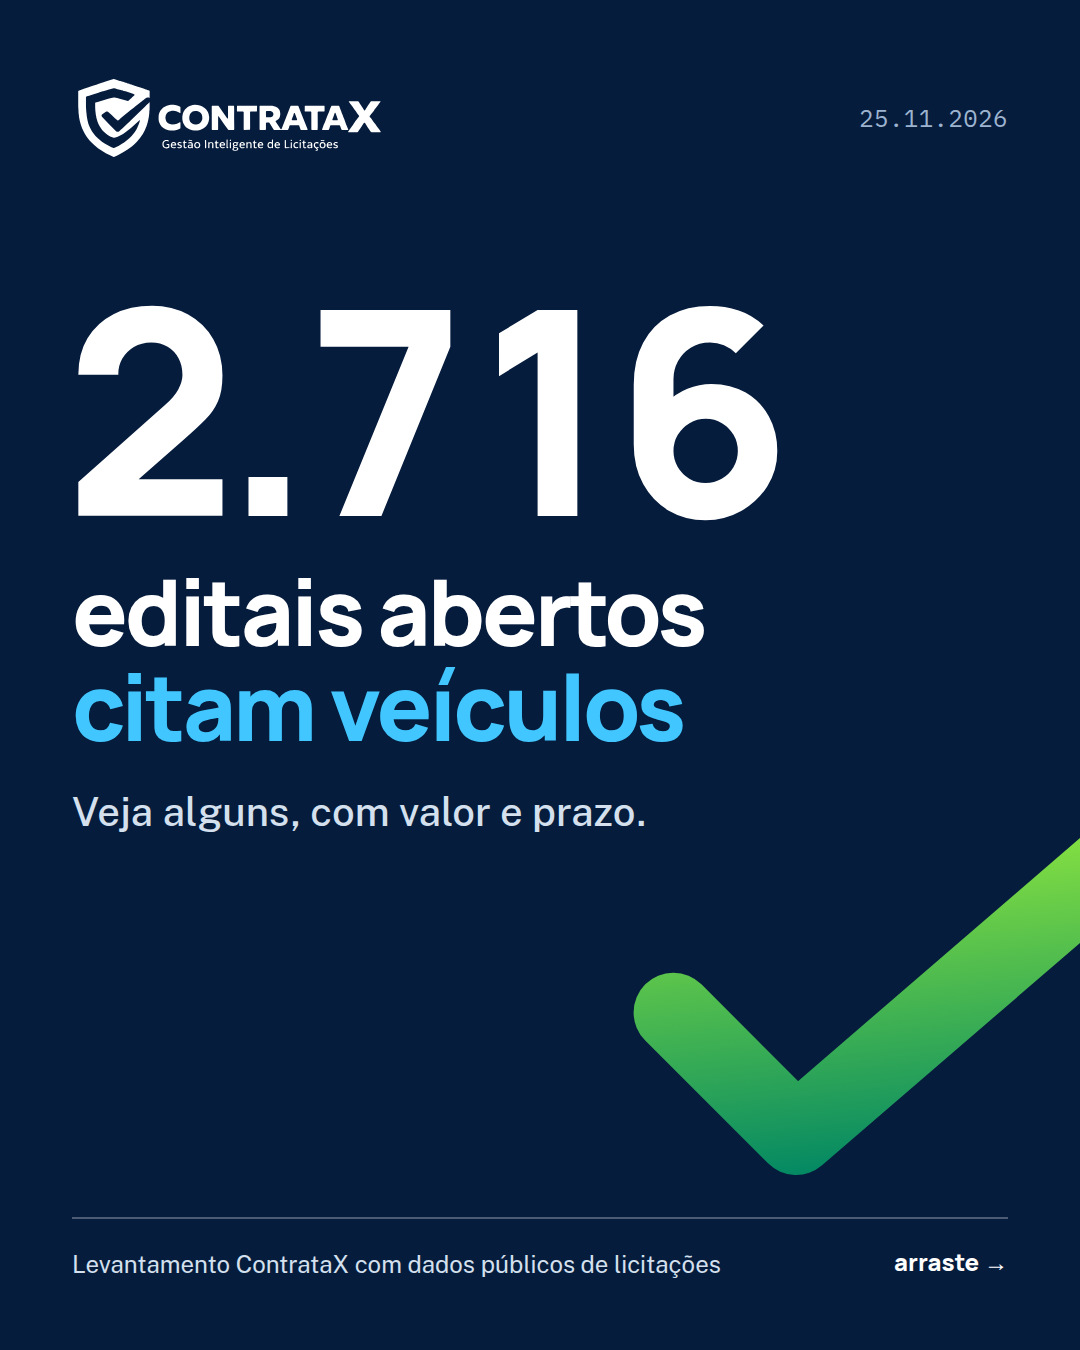 CONTRATAX
Gestão Inteligente de Licitações
25.11.2026
2.716
editais abertos
citam veículos
Veja alguns, com valor e prazo.
Levantamento ContrataX com dados públicos de licitações
arraste →